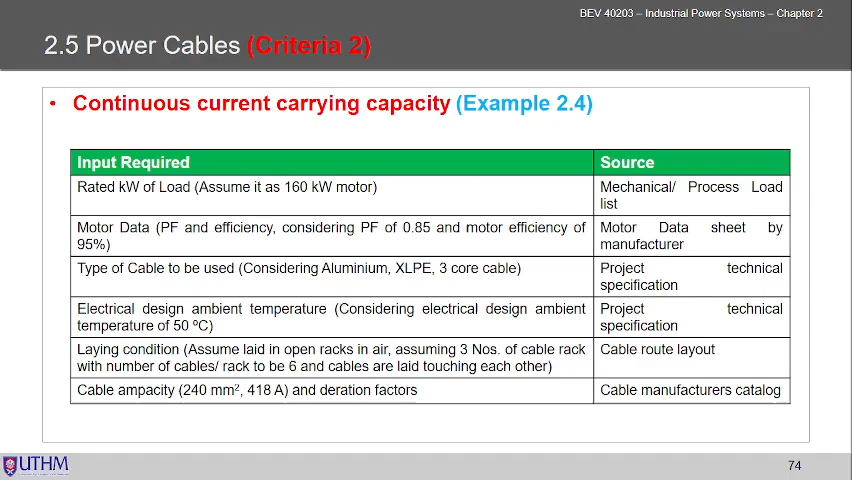 BEV 40203 – Industrial Power Systems – Chapter 2
2.5 Power Cables (Criteria 2)
• Continuous current carrying capacity (Example 2.4)
Input Required
Source
Rated kW of Load (Assume it as 160 kW motor)
Mechanical/ Process Load
list
Motor Data (PF and efficiency, considering PF of 0.85 and motor efficiency of
95%)
Motor Data sheet by
manufacturer
Type of Cable to be used (Considering Aluminium, XLPE, 3 core cable)
Project technical
specification
Electrical design ambient temperature (Considering electrical design ambient
temperature of 50 ºC)
Project technical
specification
Laying condition (Assume laid in open racks in air, assuming 3 Nos. of cable rack
with number of cables/ rack to be 6 and cables are laid touching each other)
Cable route layout
Cable ampacity (240 mm², 418 A) and deration factors
Cable manufacturers catalog
UTHM
74